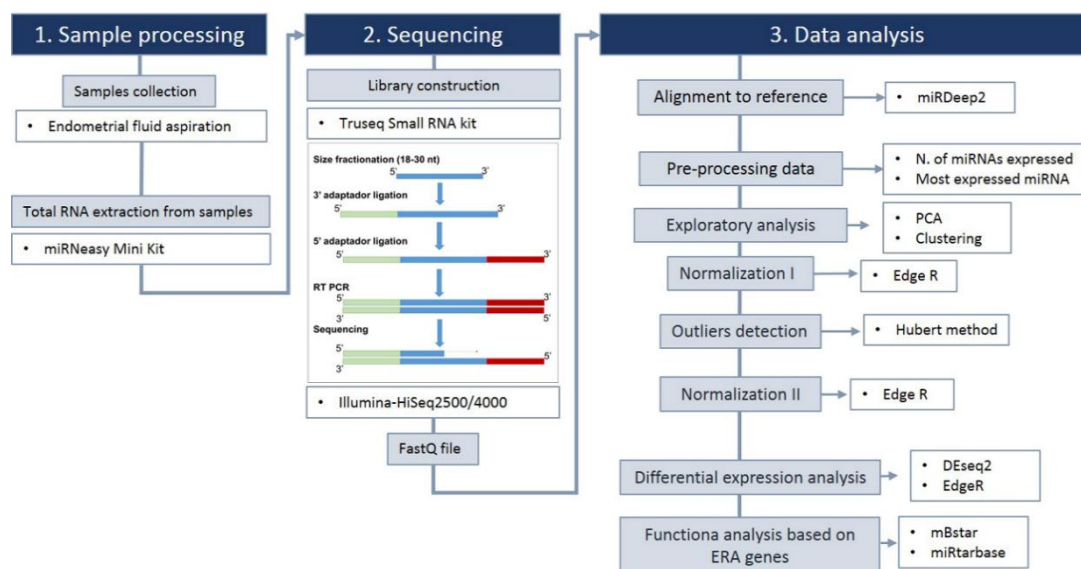 1. Sample processing
Samples collection
• Endometrial fluid aspiration
Total RNA extraction from samples
• miRNeasy Mini Kit
2. Sequencing
Library construction
• Truseq Small RNA kit
Size fractionation (18-30 nt)
5' 3'
3' adaptador ligation
5' 3'
5' adaptador ligation
5' 3'
RT PCR
5' 3'
3' 5'
Sequencing
5' 5'
3'
• Illumina-HiSeq2500/4000
FastQ file
3. Data analysis
Alignment to reference
• miRDeep2
Pre-processing data
• N. of miRNAs expressed
• Most expressed miRNA
Exploratory analysis
• PCA
• Clustering
Normalization I
• Edge R
Outliers detection
• Hubert method
Normalization II
• Edge R
Differential expression analysis
• DEseq2
• EdgeR
Functiona analysis based on
ERA genes
• mBstar
• miRtarbase